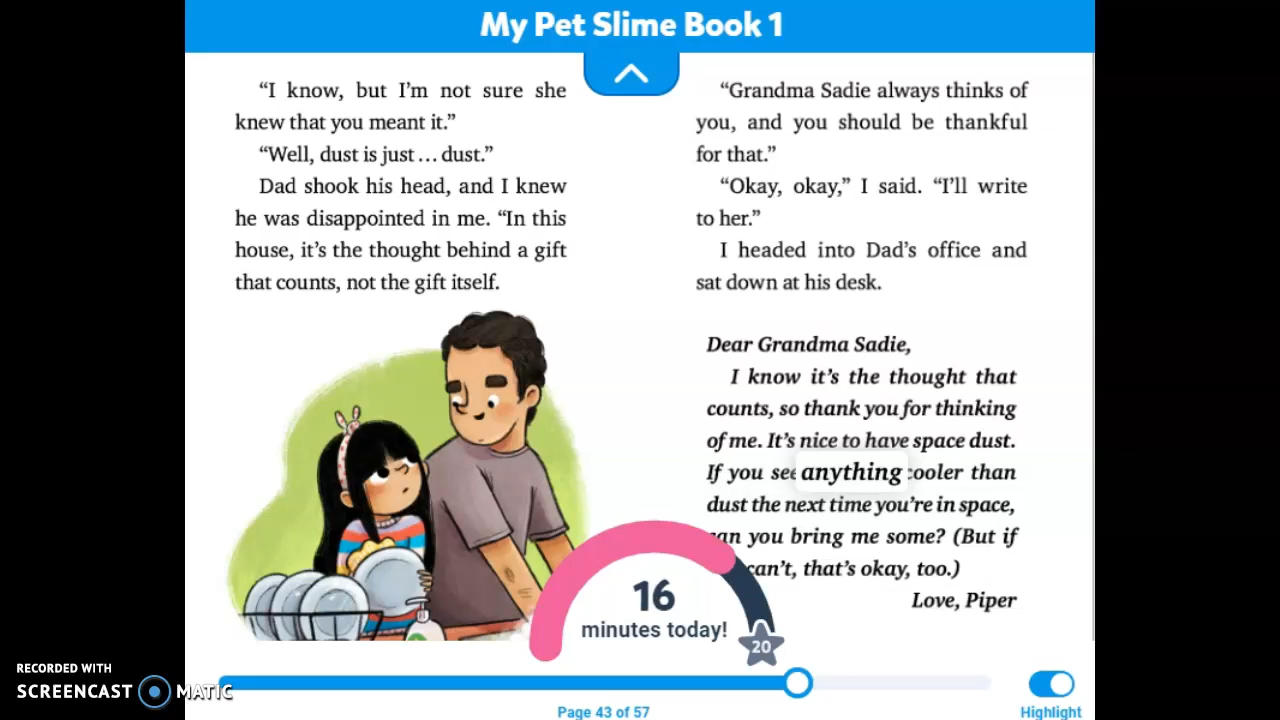 My Pet Slime Book 1
“I know, but I’m not sure she
knew that you meant it.”
“Well, dust is just... dust.”
Dad shook his head, and I knew
he was disappointed in me. “In this
house, it’s the thought behind a gift
that counts, not the gift itself.
“Grandma Sadie always thinks of
you, and you should be thankful
for that.”
“Okay, okay,” I said. “I’ll write
to her.”
I headed into Dad’s office and
sat down at his desk.
Dear Grandma Sadie,
I know it’s the thought that
counts, so thank you for thinking
of me. It’s nice to have space dust.
If you see anything cooler than
dust the next time you’re in space,
can you bring me some? (But if
can’t, that’s okay, too.)
Love, Piper
16
minutes today!
20
RECORDED WITH
SCREENCAST MATIC
Page 43 of 57
Highlight